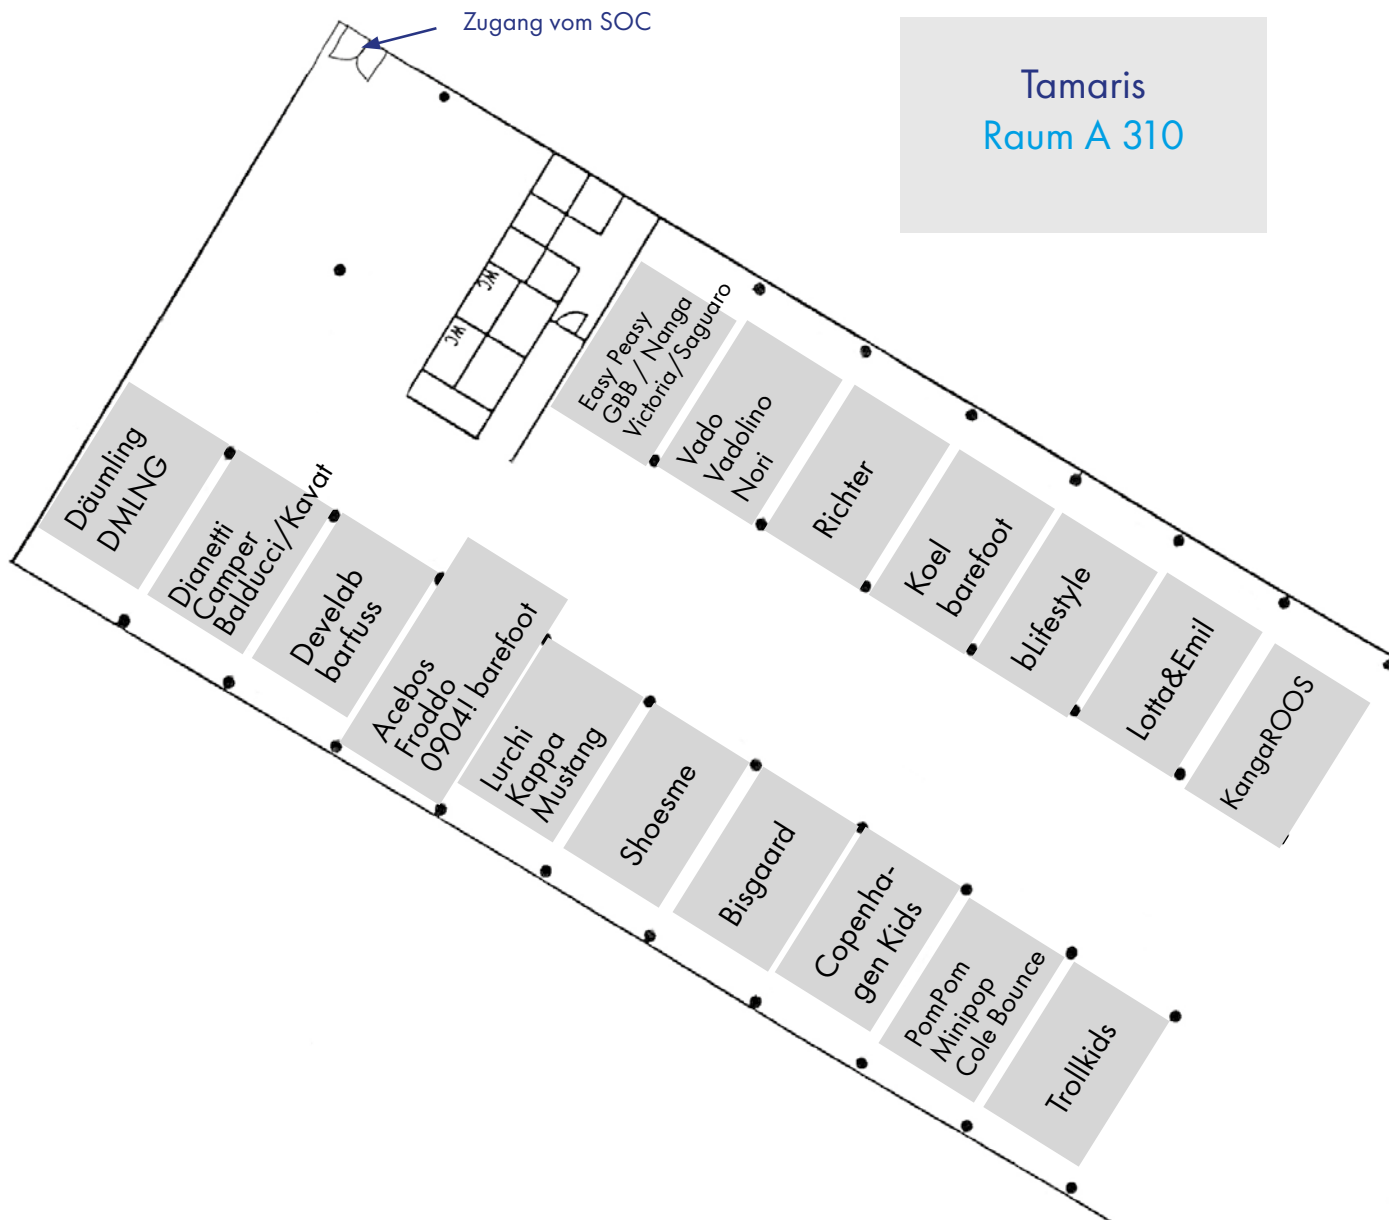 Zugang vom SOC
Tamaris
Raum A 310
WC
WC
Easy Peasy
GBB / Nanga
Victoria/Saguaro
Vado
Vadolino
Nori
Richter
Koel
barefoot
bLifestyle
Lotta&Emil
KangaROOS
Däumling
DMLNG
Dianetti
Camper
Balducci/Kavat
Develab
barfuss
Acebos
Froddo
0904! barefoot
Lurchi
Kappa
Mustang
Shoesme
Bisgaard
Copenha-
gen Kids
PomPom
Minipop
Cole Bounce
Trollkids